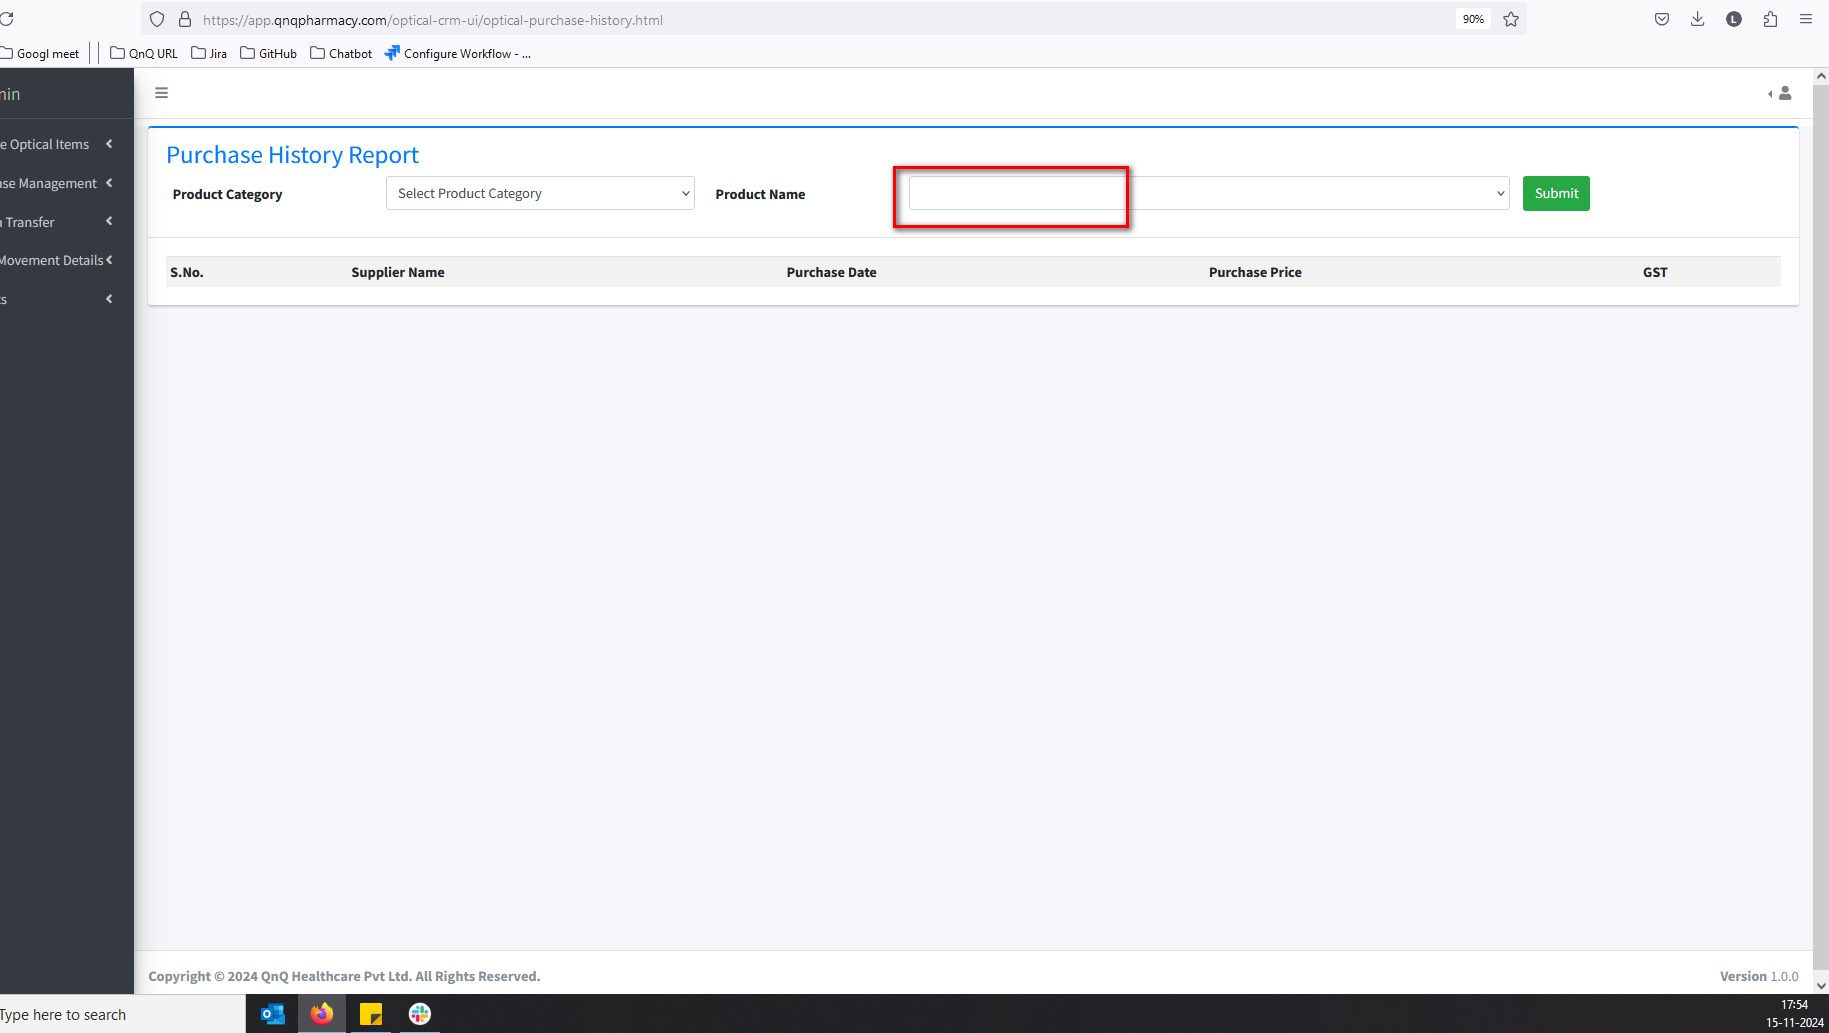 https://app.qnqpharmacy.com/optical-crm-ui/optical-purchase-history.html
90%
L
Googl meet
QnQ URL
Jira
GitHub
Chatbot
Configure Workflow - ...
min
e Optical Items
ase Management
n Transfer
Movement Details
ts
Purchase History Report
Product Category
Select Product Category
Product Name
Submit
S.No.
Supplier Name
Purchase Date
Purchase Price
GST
Copyright © 2024 QnQ Healthcare Pvt Ltd. All Rights Reserved.
Version 1.0.0
Type here to search
17:54
15-11-2024